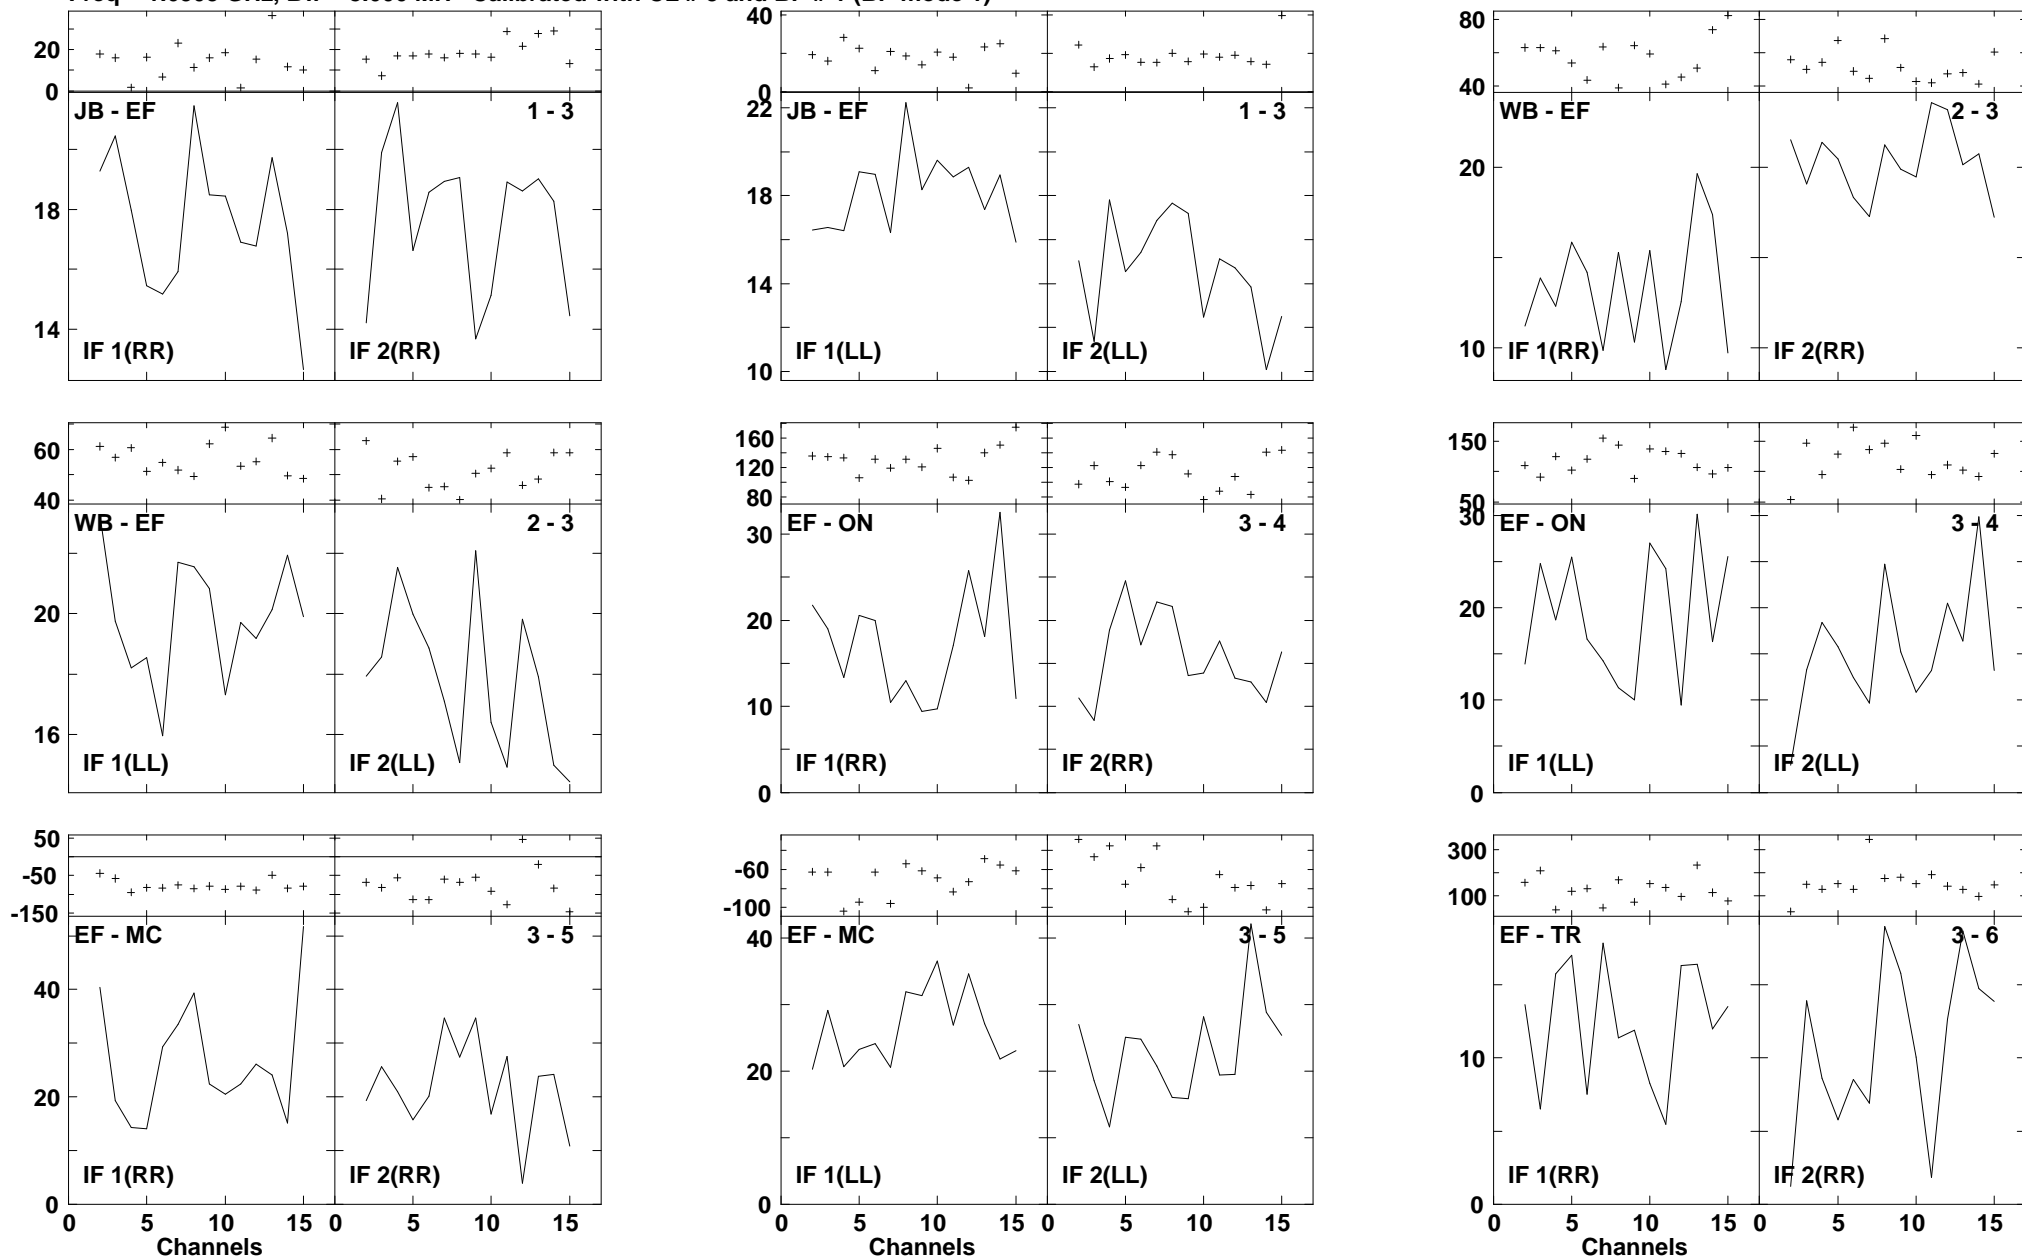 20
0
JB - EF
1 - 3
18
14
IF 1(RR)
IF 2(RR)
40
20
0
22
JB - EF
1 - 3
18
14
10
IF 1(LL)
IF 2(LL)
80
40
WB - EF
2 - 3
20
10
IF 1(RR)
IF 2(RR)
60
40
WB - EF
2 - 3
20
16
IF 1(LL)
IF 2(LL)
160
120
80
EF - ON
3 - 4
30
20
10
0
IF 1(RR)
IF 2(RR)
150
50
30
EF - ON
3 - 4
20
10
0
IF 1(LL)
IF 2(LL)
50
-50
-150
EF - MC
3 - 5
40
20
0
IF 1(RR)
IF 2(RR)
0 5 10 15 0 5 10 15
Channels
-60
-100
EF - MC
3 - 5
40
20
0
IF 1(LL)
IF 2(LL)
0 5 10 15 0 5 10 15
Channels
300
100
EF - TR
3 - 6
10
0
IF 1(RR)
IF 2(RR)
0 5 10 15 0 5 10 15
Channels